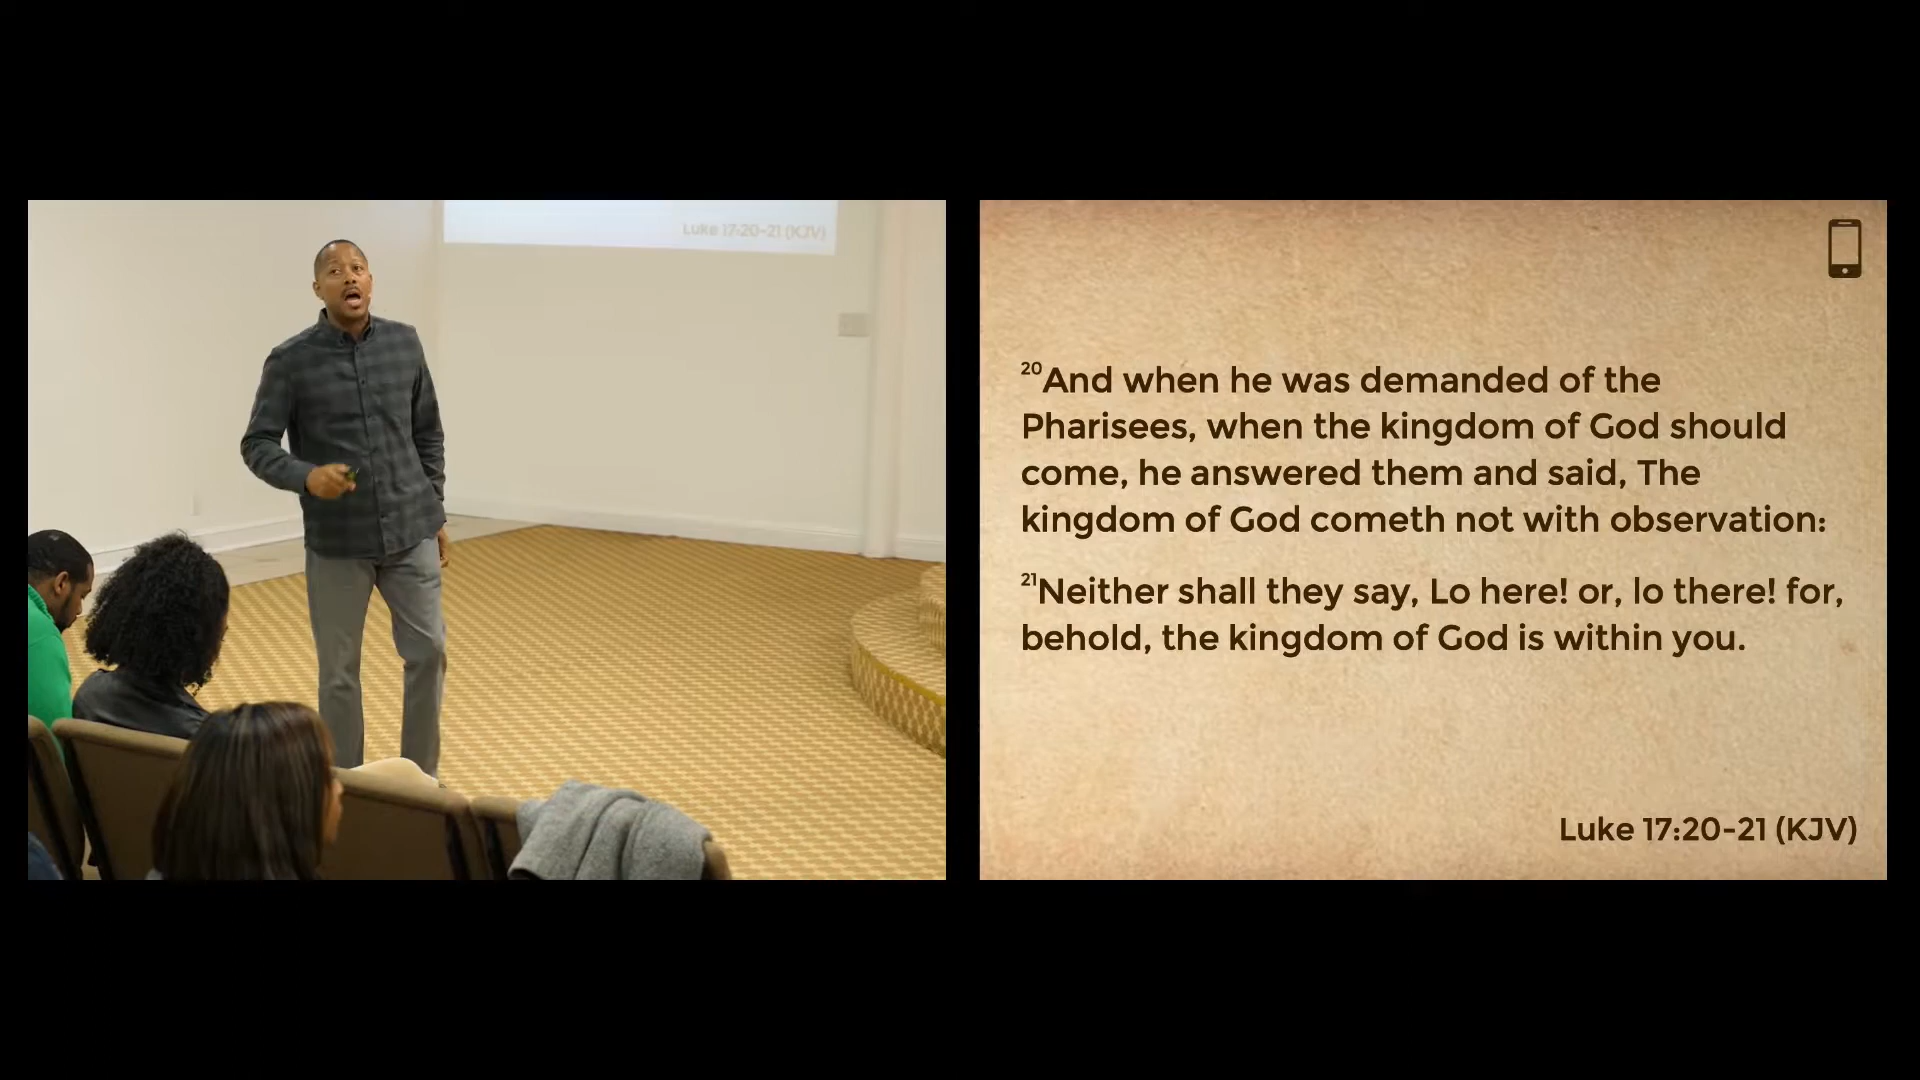 Luke 17:20-21 (KJV)
20And when he was demanded of the
Pharisees, when the kingdom of God should
come, he answered them and said, The
kingdom of God cometh not with observation:
21Neither shall they say, Lo here! or, lo there! for,
behold, the kingdom of God is within you.
Luke 17:20-21 (KJV)